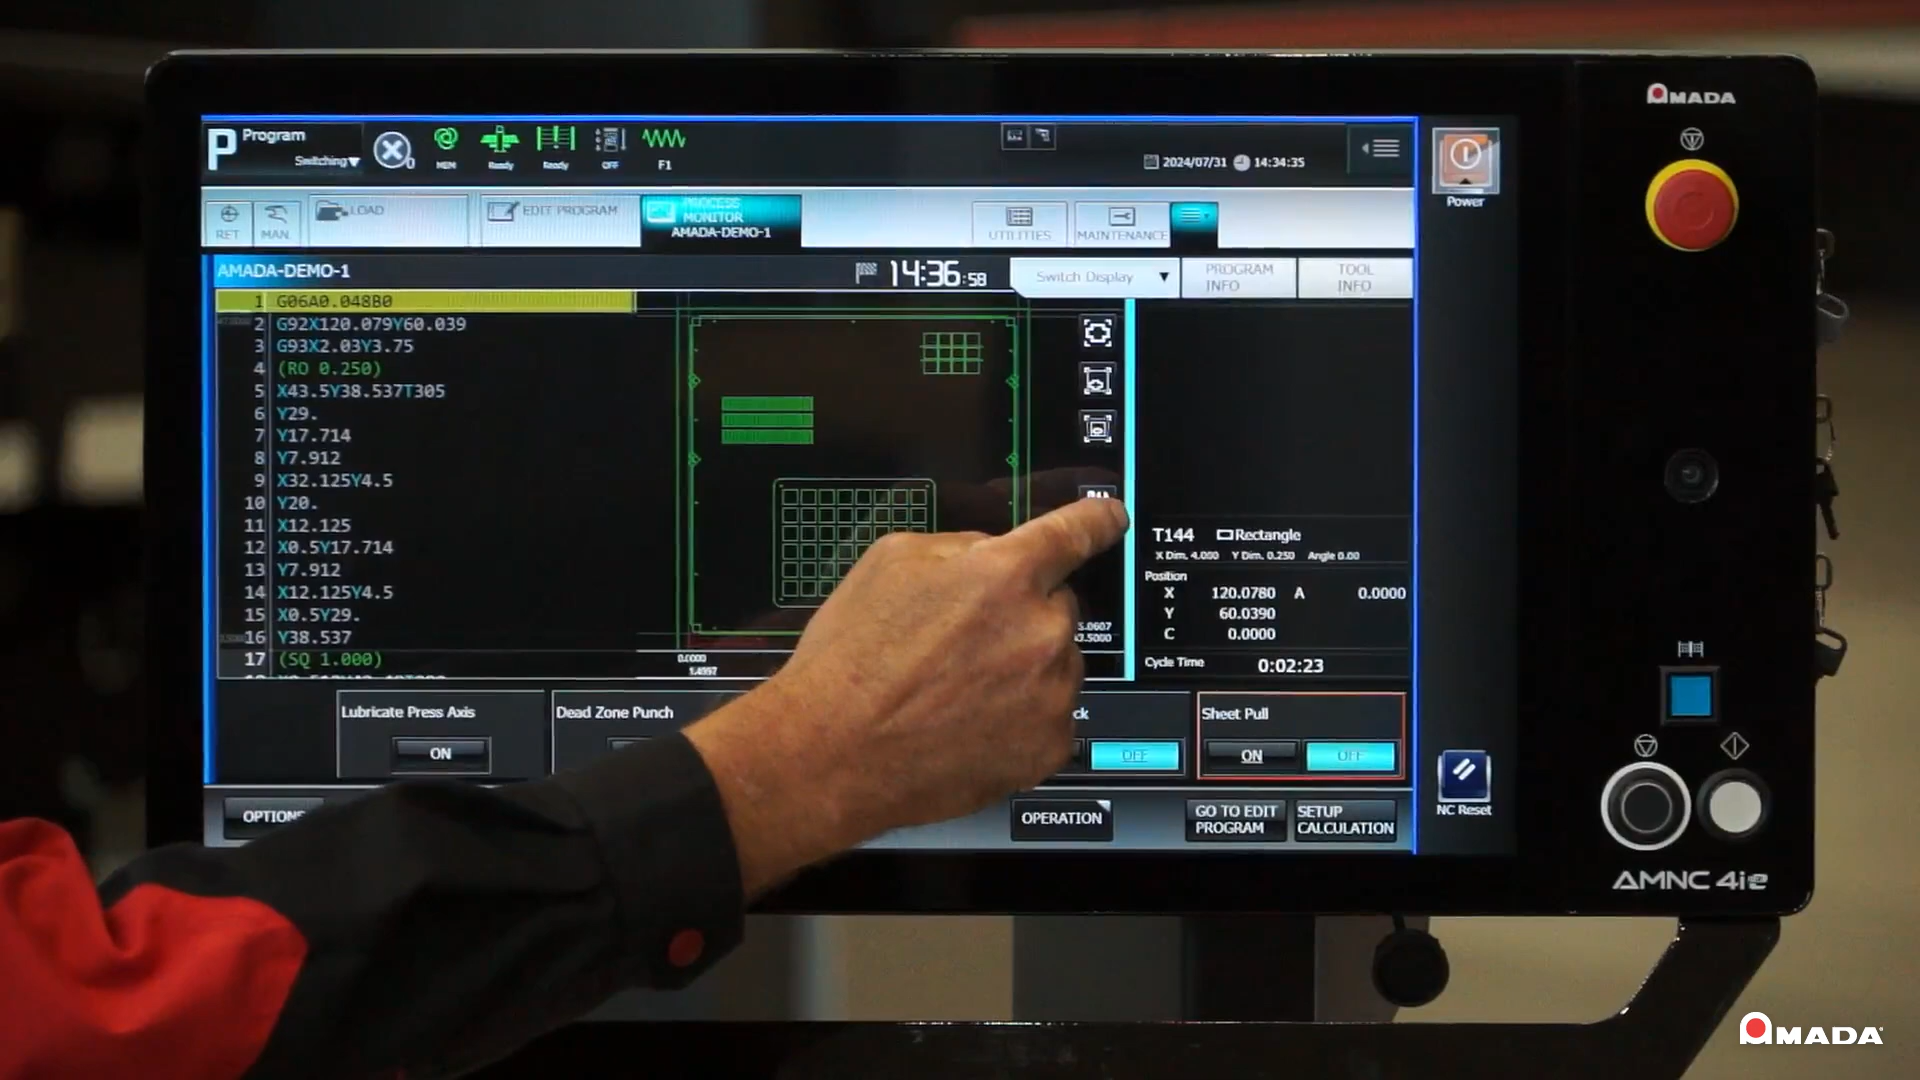 AMADA
P Program
Switching▼
0
MEM
Ready
Ready
OFF
F1
2024/07/31 14:34:35
Power
RET
MAN.
LOAD
EDIT PROGRAM
PROCESS
MONITOR
AMADA-DEMO-1
UTILITIES
MAINTENANCE
AMADA-DEMO-1
14:36:58
Switch Display ▼
PROGRAM
INFO
TOOL
INFO
1 G06A0.048B0
2 G92X120.079Y60.039
3 G93X2.03Y3.75
4 (RO 0.250)
5 X43.5Y38.537T305
6 Y29.
7 Y17.714
8 Y7.912
9 X32.125Y4.5
10 Y20.
11 X12.125
12 X0.5Y17.714
13 Y7.912
14 X12.125Y4.5
15 X0.5Y29.
16 Y38.537
17 (SQ 1.000)
0.0000
1.4997
T144 Rectangle
X Dim. 4.000 Y Dim. 0.250 Angle 0.00
Position
X 120.0780 A 0.0000
Y 60.0390
C 0.0000
Cycle Time 0:02:23
Lubricate Press Axis
ON
Dead Zone Punch
OFF
Sheet Pull
ON
OFF
OPTIONS
OPERATION
GO TO EDIT
PROGRAM
SETUP
CALCULATION
NC Reset
AMNC 4ie
AMADA